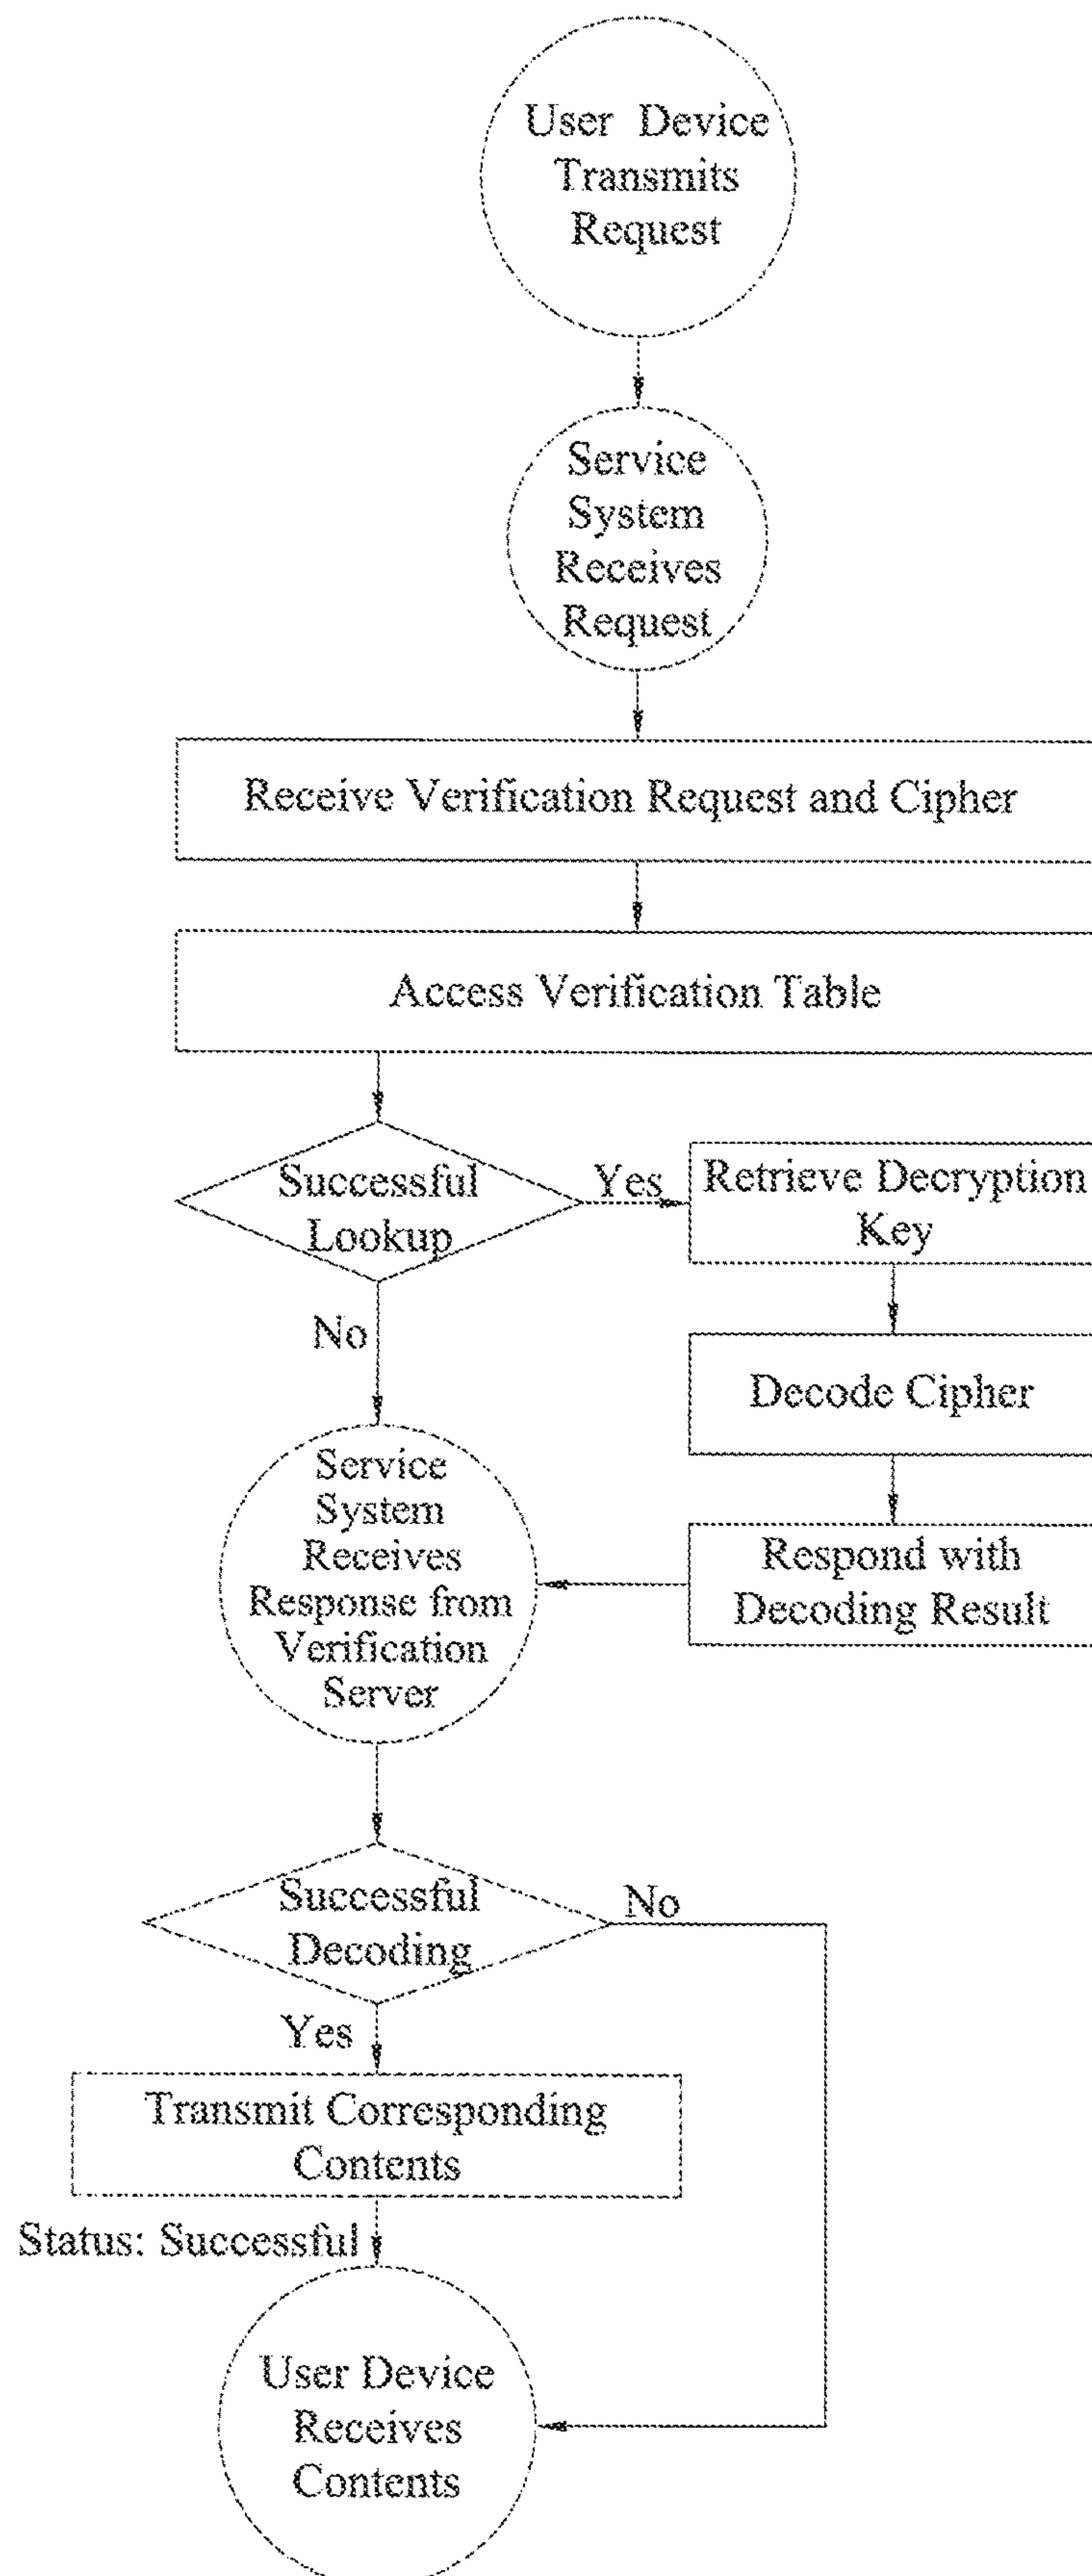 User Device
Transmits
Request
Service
System
Receives
Request
Receive Verification Request and Cipher
Access Verification Table
Successful
Lookup
Yes
Retrieve Decryption
Key
No
Decode Cipher
Service
System
Receives
Response from
Verification
Server
Respond with
Decoding Result
Successful
Decoding
No
Yes
Transmit Corresponding
Contents
Status: Successful
User Device
Receives
Contents